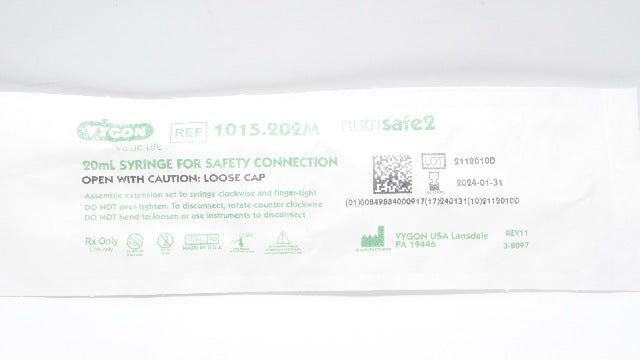 VYGON
Value Life
REF 1015.202M
nutrisafe2
20mL SYRINGE FOR SAFETY CONNECTION
OPEN WITH CAUTION: LOOSE CAP
Assemble extension set to syringe clockwise and finger-tight
DO NOT over-tighten. To disconnect, rotate counter clockwise
DO NOT bend to loosen or use instruments to disconnect
LOT 2112010D
2024-01-31
(01)00849884000917(17)240131(10)2112010D
Rx Only
MADE IN U.S.A
MANUFACTURER
VYGON USA Lansdale
PA 19446
REV11
3-8097